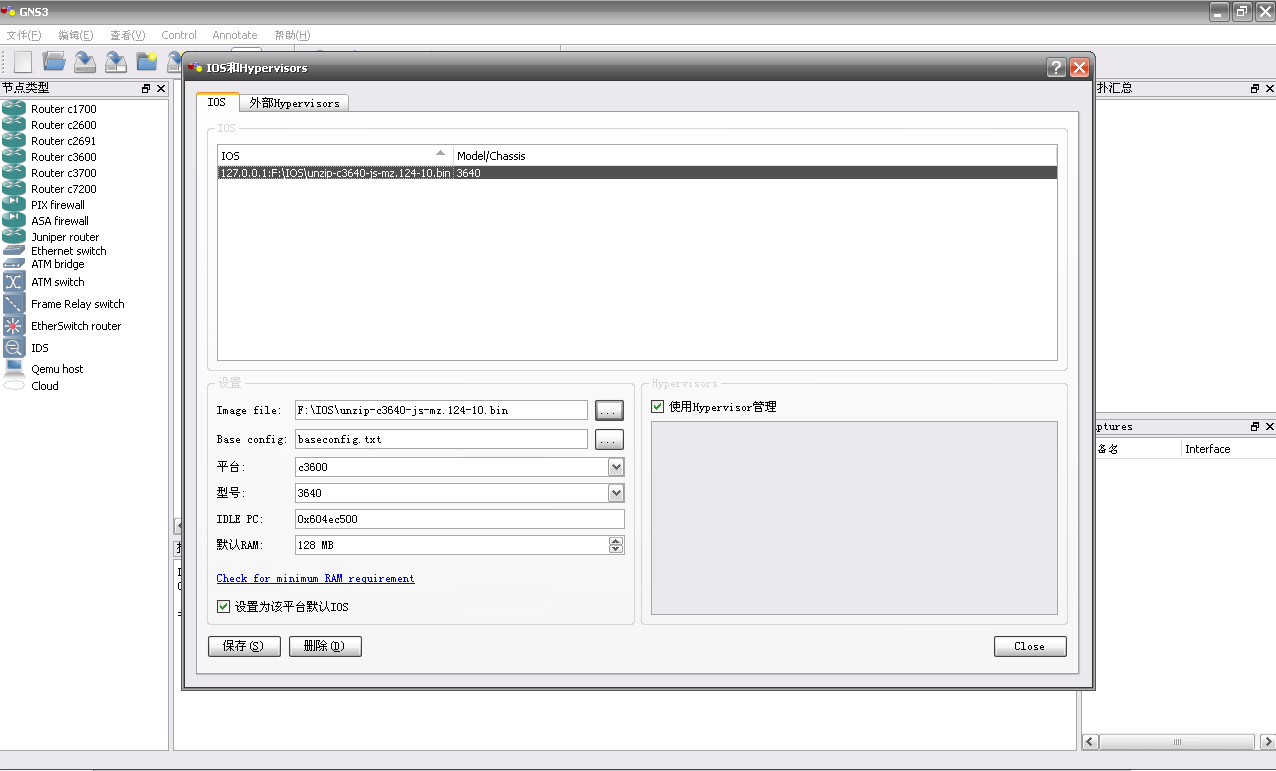 GNS3
文件(F) 编辑(E) 查看(V) Control Annotate 帮助(H)
节点类型
Router c1700
Router c2600
Router c2691
Router c3600
Router c3700
Router c7200
PIX firewall
ASA firewall
Juniper router
Ethernet switch
ATM bridge
ATM switch
Frame Relay switch
EtherSwitch router
IDS
Qemu host
Cloud
IOS和Hypervisors
IOS 外部Hypervisors
IOS
IOS Model/Chassis
127.0.0.1:F:\IOS\unzip-c3640-js-mz.124-10.bin 3640
设置
Image file: F:\IOS\unzip-c3640-js-mz.124-10.bin ...
Base config: baseconfig.txt ...
平台: c3600
型号: 3640
IDLE PC: 0x604ec500
默认RAM: 128 MB
Check for minimum RAM requirement
设置为该平台默认IOS
保存(S) 删除(D)
Hypervisors
使用Hypervisor管理
Close
扑汇总
ptures
备名 Interface